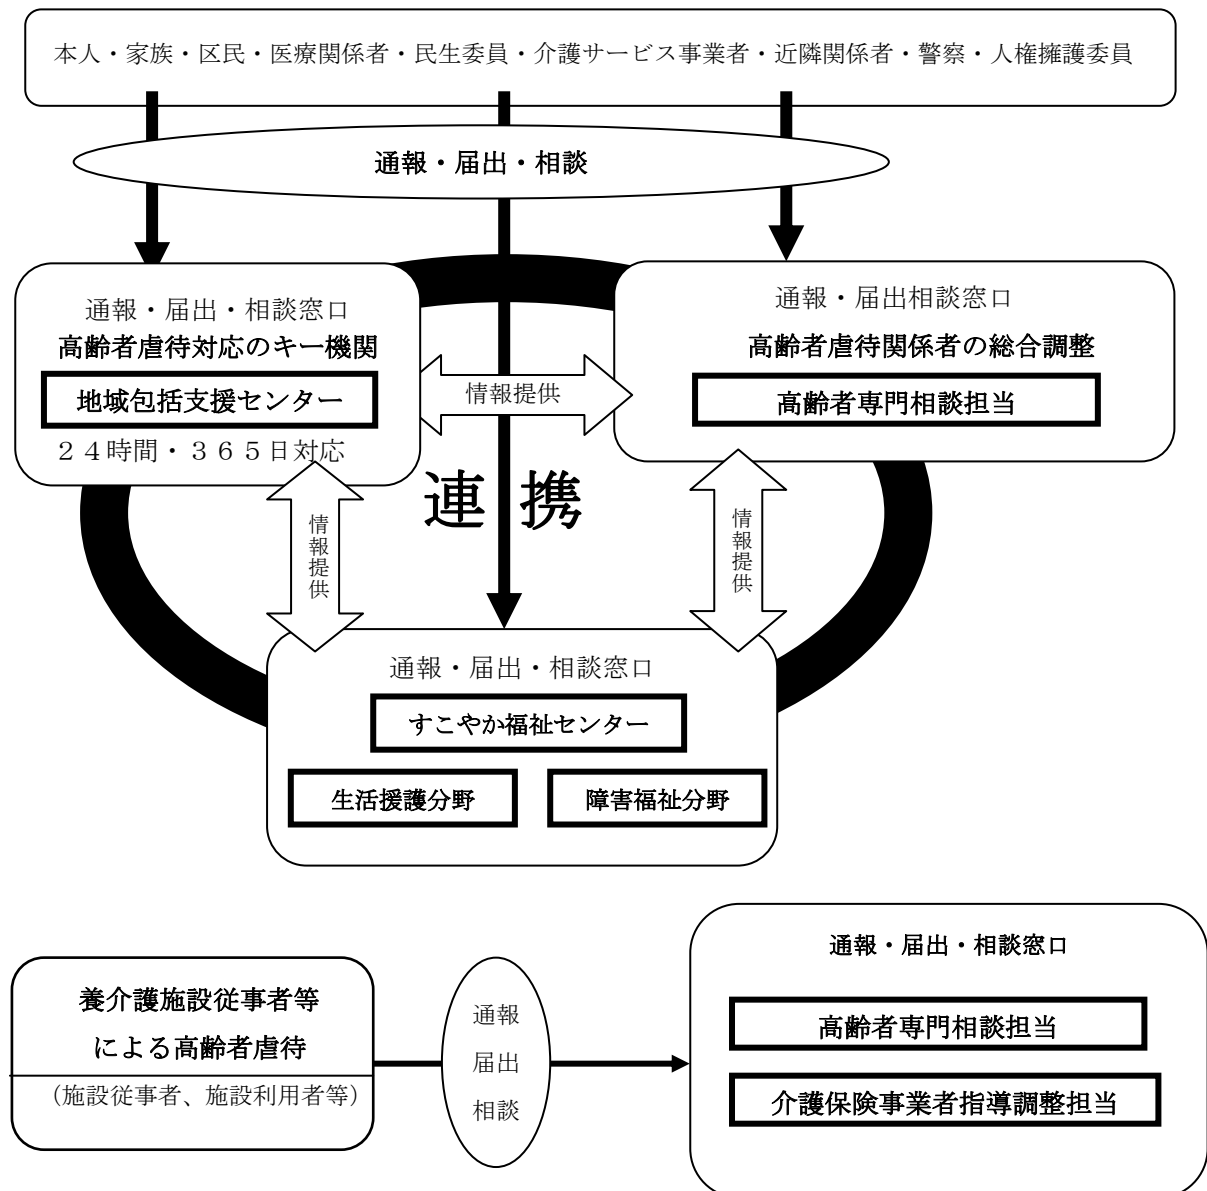 本人・家族・区民・医療関係者・民生委員・介護サービス事業者・近隣関係者・警察・人権擁護委員
通報・届出・相談
通報・届出・相談窓口
高齢者虐待対応のキー機関
地域包括支援センター
２４時間・３６５日対応
情報提供
通報・届出相談窓口
高齢者虐待関係者の総合調整
高齢者専門相談担当
連携
情報提供
情報提供
通報・届出・相談窓口
すこやか福祉センター
生活援護分野
障害福祉分野
養介護施設従事者等
による高齢者虐待
（施設従事者、施設利用者等）
通報
届出
相談
通報・届出・相談窓口
高齢者専門相談担当
介護保険事業者指導調整担当